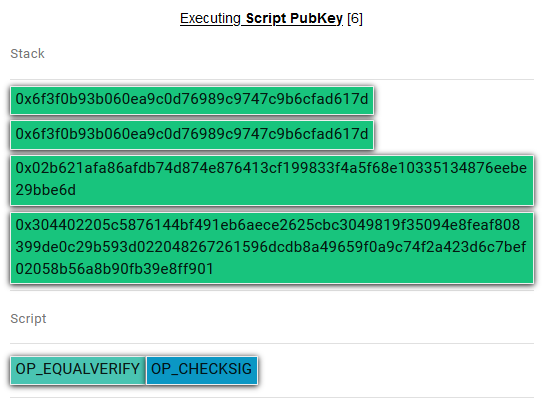 Executing Script PubKey [6]
Stack
0x6f3f0b93b060ea9c0d76989c9747c9b6cfad617d
0x6f3f0b93b060ea9c0d76989c9747c9b6cfad617d
0x02b621afa86afdb74d874e876413cf199833f4a5f68e10335134876eebe
29bbe6d
0x304402205c5876144bf491eb6aece2625cbc3049819f35094e8feaf808
399de0c29b593d022048267261596dcdb8a49659f0a9c74f2a423d6c7bef
02058b56a8b90fb39e8ff901
Script
OP_EQUALVERIFY OP_CHECKSIG